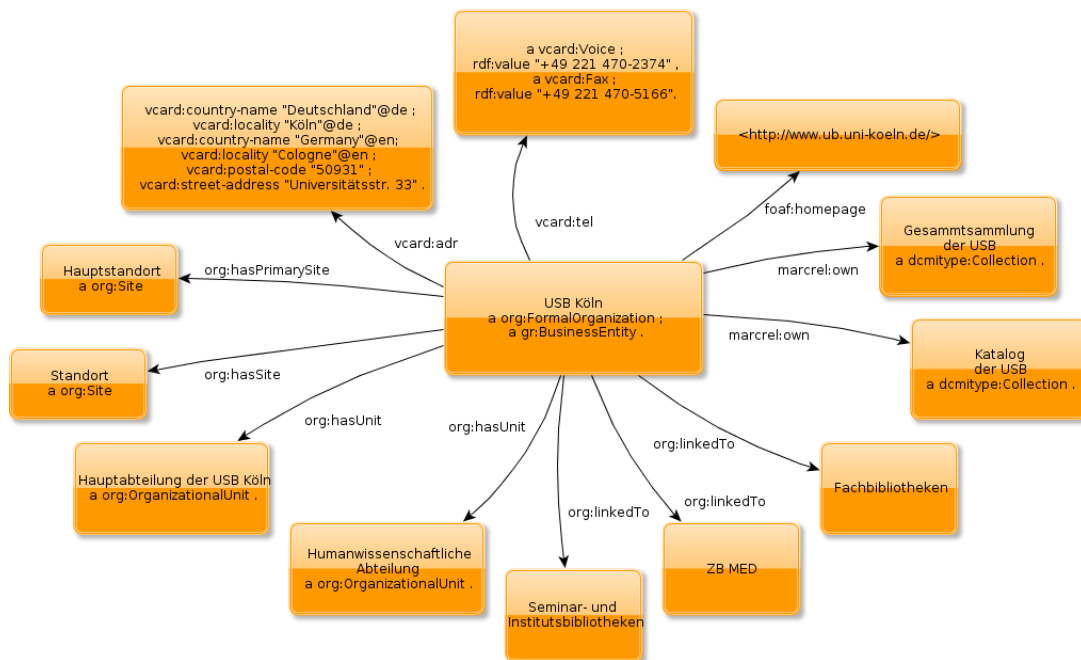 a vcard:Voice ;
rdf:value "+49 221 470-2374" .
a vcard:Fax ;
rdf:value "+49 221 470-5166".
vcard:country-name "Deutschland"@de ;
vcard:locality "Köln"@de ;
vcard:country-name "Germany"@en;
vcard:locality "Cologne"@en ;
vcard:postal-code "50931" ;
vcard:street-address "Universitätsstr. 33" .
<http://www.ub.uni-koeln.de/>
vcard:adr
vcard:tel
foaf:homepage
Gesammtsammlung
der USB
a dcmitype:Collection .
Hauptstandort
a org:Site
org:hasPrimarySite
marcrel:own
USB Köln
a org:FormalOrganization ;
a gr:BusinessEntity .
marcrel:own
Katalog
der USB
a dcmitype:Collection .
Standort
a org:Site
org:hasSite
org:hasUnit
org:hasUnit
org:linkedTo
Hauptabteilung der USB Köln
a org:OrganizationalUnit .
Fachbibliotheken
org:linkedTo
org:linkedTo
Humanwissenschaftliche
Abteilung
a org:OrganizationalUnit .
ZB MED
Seminar- und
Institutsbibliotheken